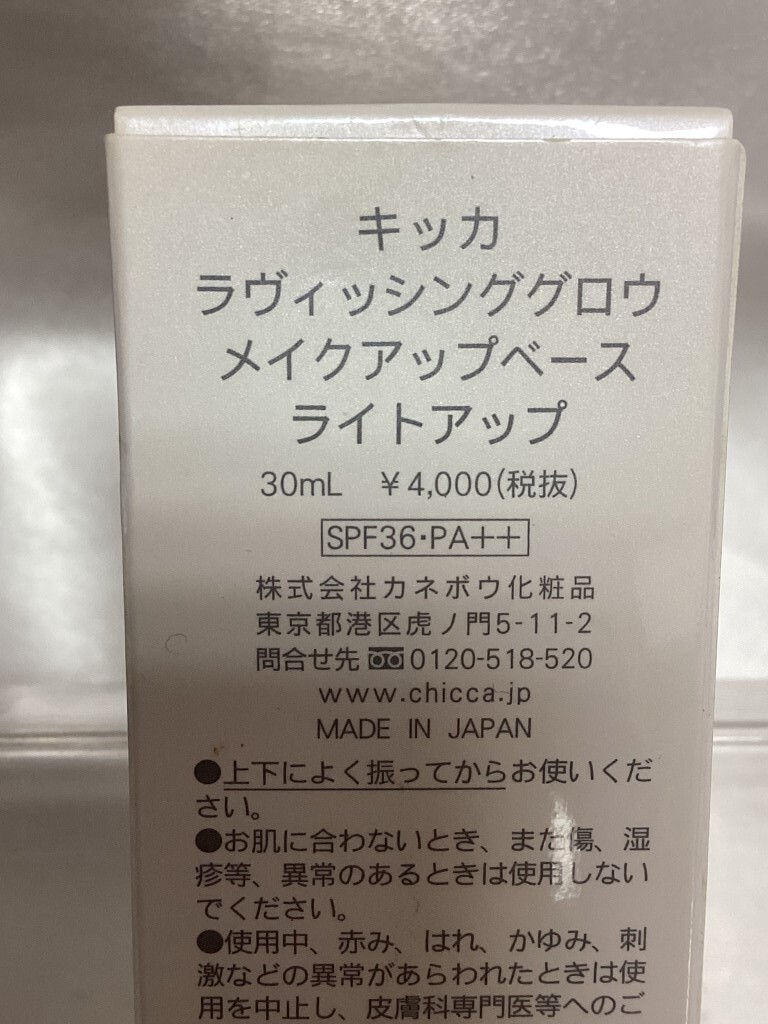 キッカ
ラヴィッシンググロウ
メイクアップベース
ライトアップ
30mL ¥4,000(税抜)
SPF36・PA++
株式会社カネボウ化粧品
東京都港区虎ノ門5-11-2
問合せ先 0120-518-520
www.chicca.jp
MADE IN JAPAN
●上下によく振ってからお使いくだ
さい。
●お肌に合わないとき、また傷、湿
疹等、異常のあるときは使用しない
でください。
●使用中、赤み、はれ、かゆみ、刺
激などの異常があらわれたときは使
用を中止し、皮膚科専門医等へのご